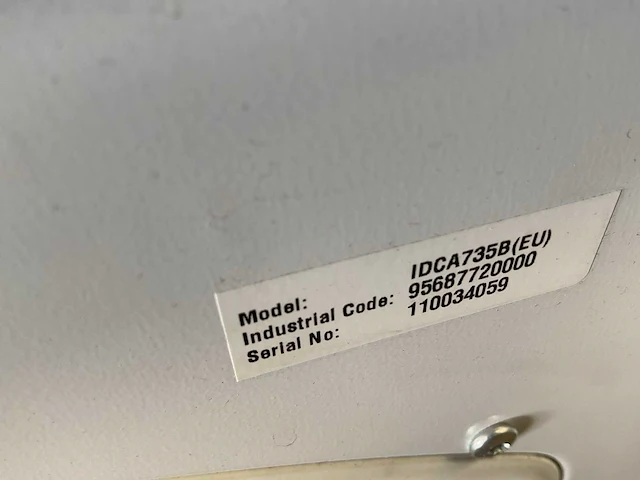 Model: IDCA735B(EU)
Industrial Code: 95687720000
Serial No: 110034059